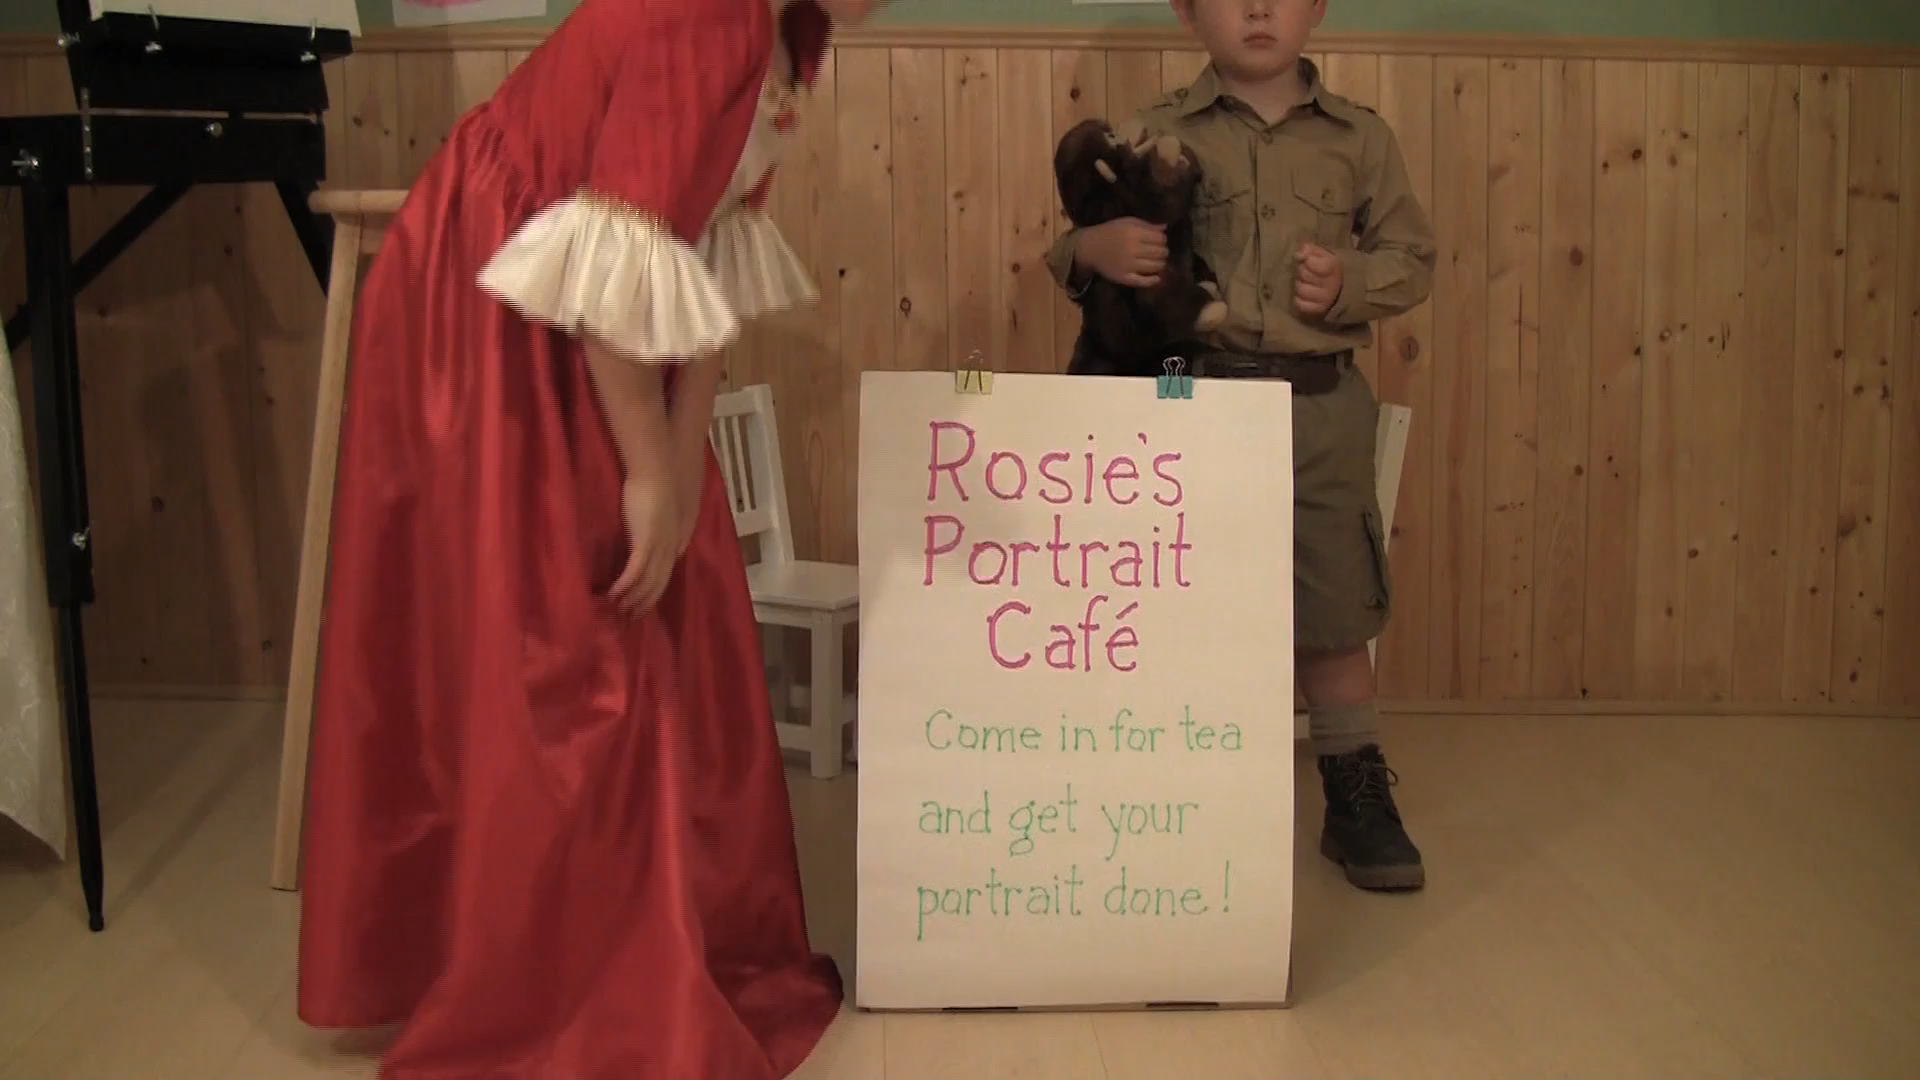 Rosie's
Portrait
Café
Come in for tea
and get your
portrait done!